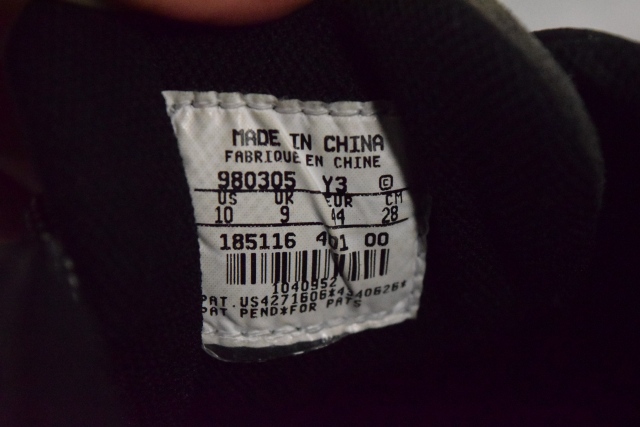 MADE IN CHINA
FABRIQUE EN CHINE
980305 Y3 ©
US UK EUR CM
10 9 44 28
185116 401 00
1040952
PAT. US4271606*4340626*
PAT PEND*FOR PATS